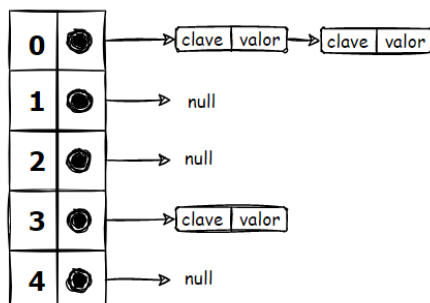 0 clave valor clave valor
1 null
2 null
3 clave valor
4 null